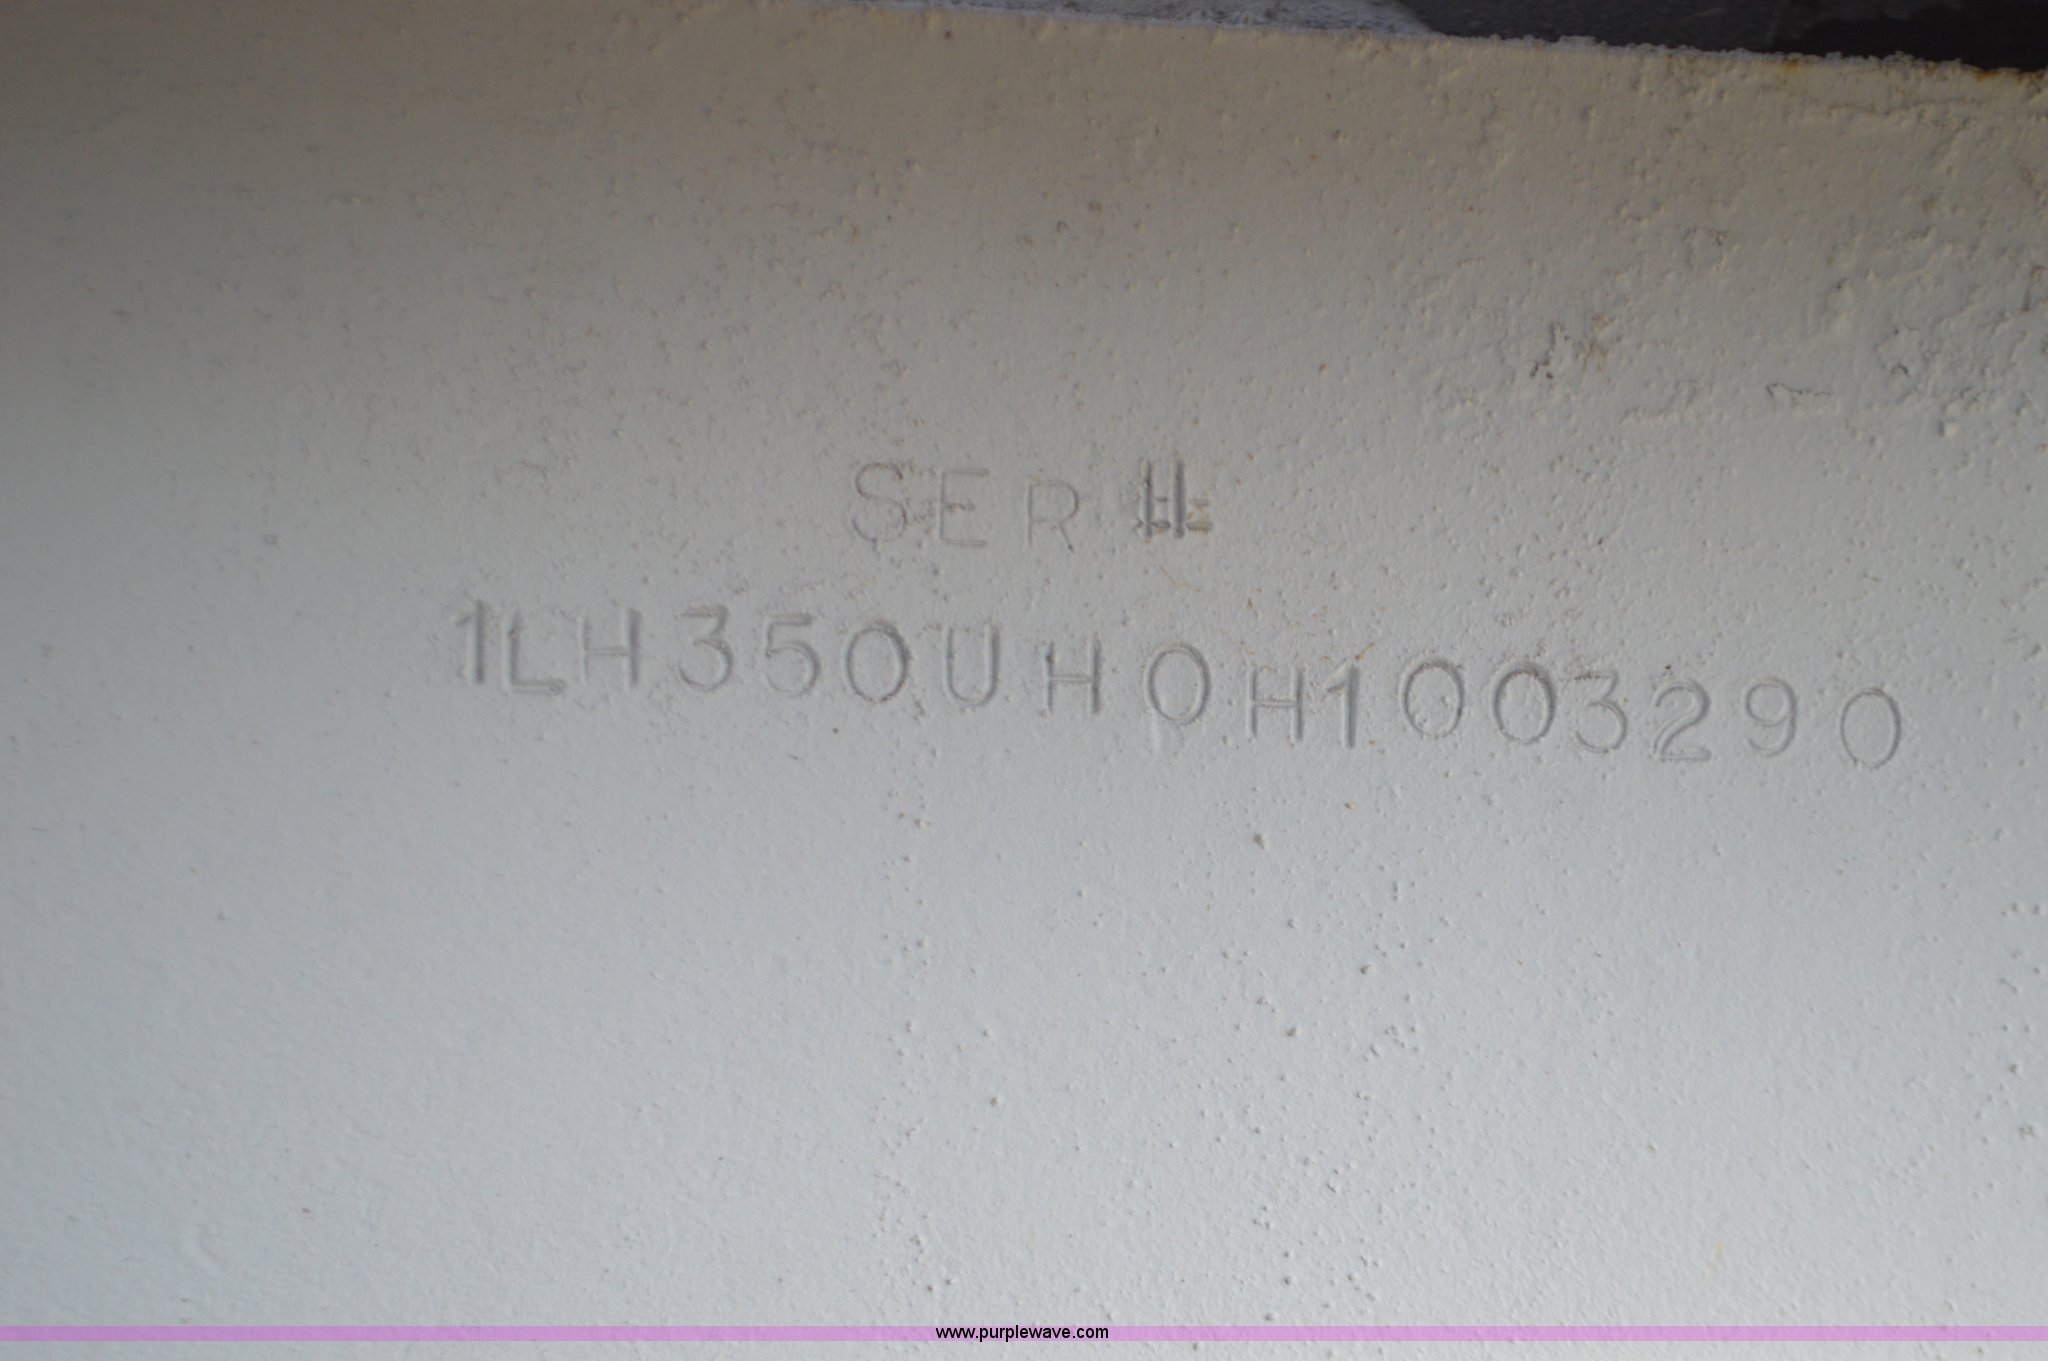 SER #
1LH350UH0H1003290
www.purplewave.com